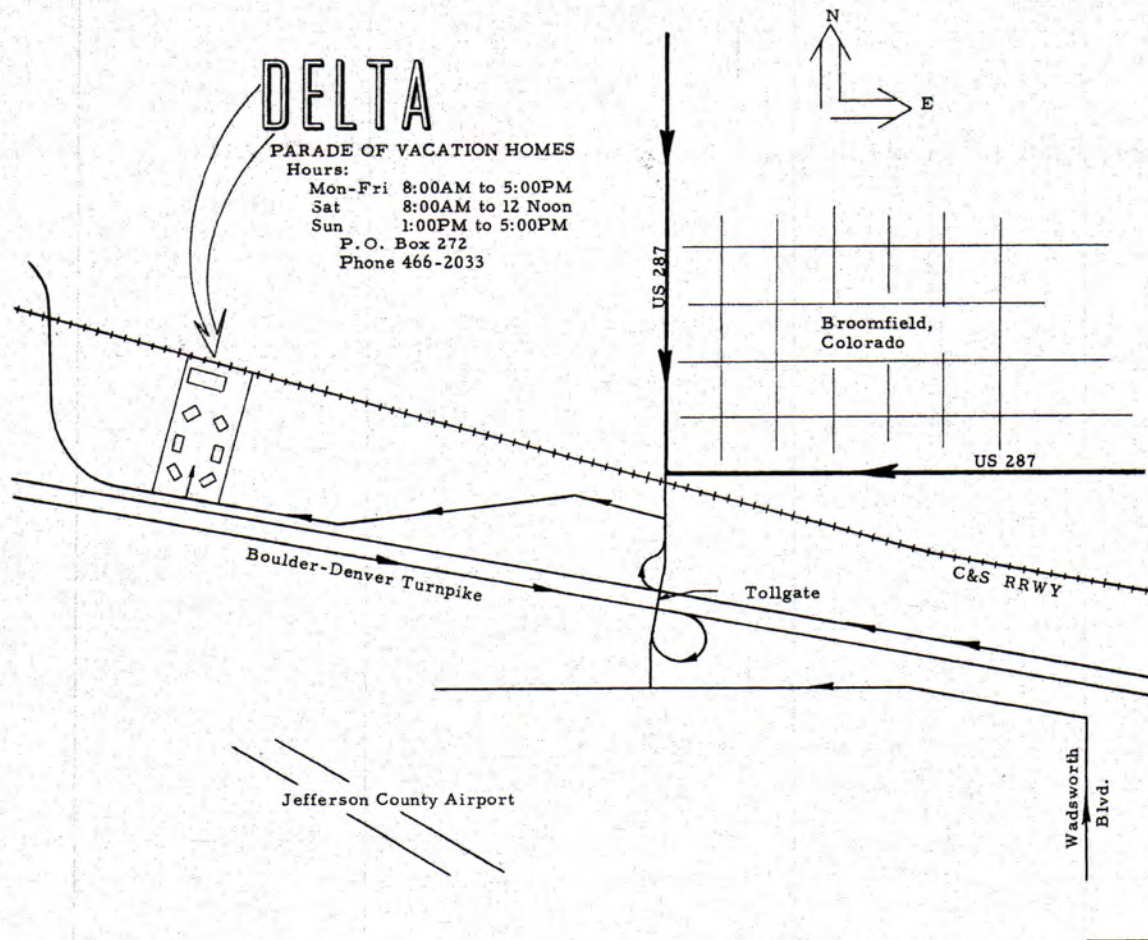 N
E
DELTA
PARADE OF VACATION HOMES
Hours:
Mon-Fri 8:00AM to 5:00PM
Sat 8:00AM to 12 Noon
Sun 1:00PM to 5:00PM
P.O. Box 272
Phone 466-2033
US 287
Broomfield,
Colorado
US 287
Boulder-Denver Turnpike
C&S RRWY
Tollgate
Jefferson County Airport
Wadsworth
Blvd.